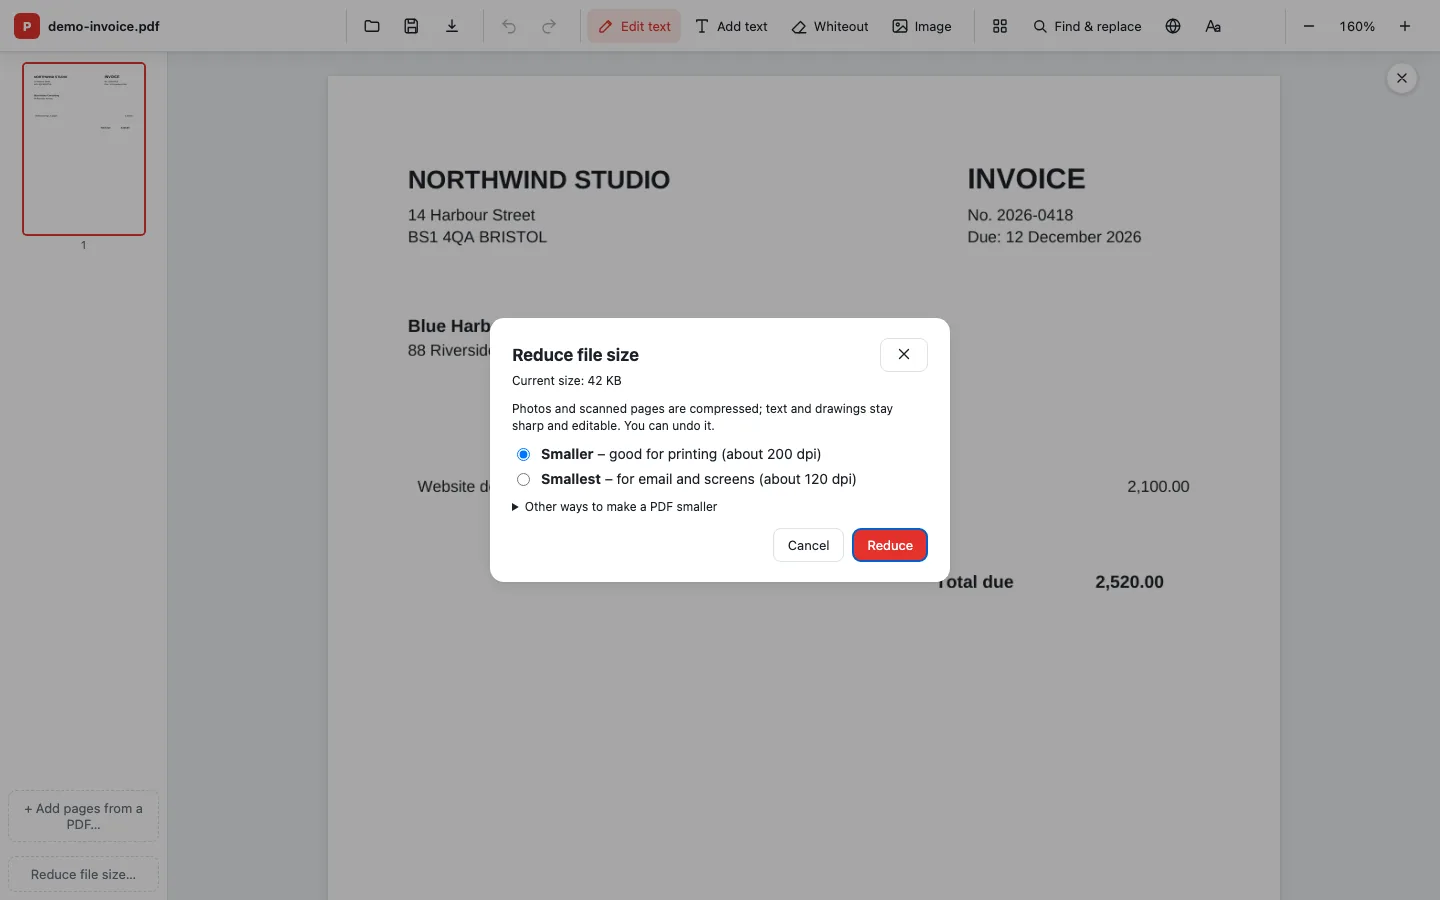 P
demo-invoice.pdf
Edit text
Add text
Whiteout
Image
Find & replace
Aa
160%
1
+ Add pages from a
PDF...
Reduce file size...
NORTHWIND STUDIO
14 Harbour Street
BS1 4QA BRISTOL
INVOICE
No. 2026-0418
Due: 12 December 2026
Blue Harb
88 Riversid
Website d
2,100.00
Total due
2,520.00
Reduce file size
Current size: 42 KB
Photos and scanned pages are compressed; text and drawings stay
sharp and editable. You can undo it.
Smaller – good for printing (about 200 dpi)
Smallest – for email and screens (about 120 dpi)
Other ways to make a PDF smaller
Cancel
Reduce